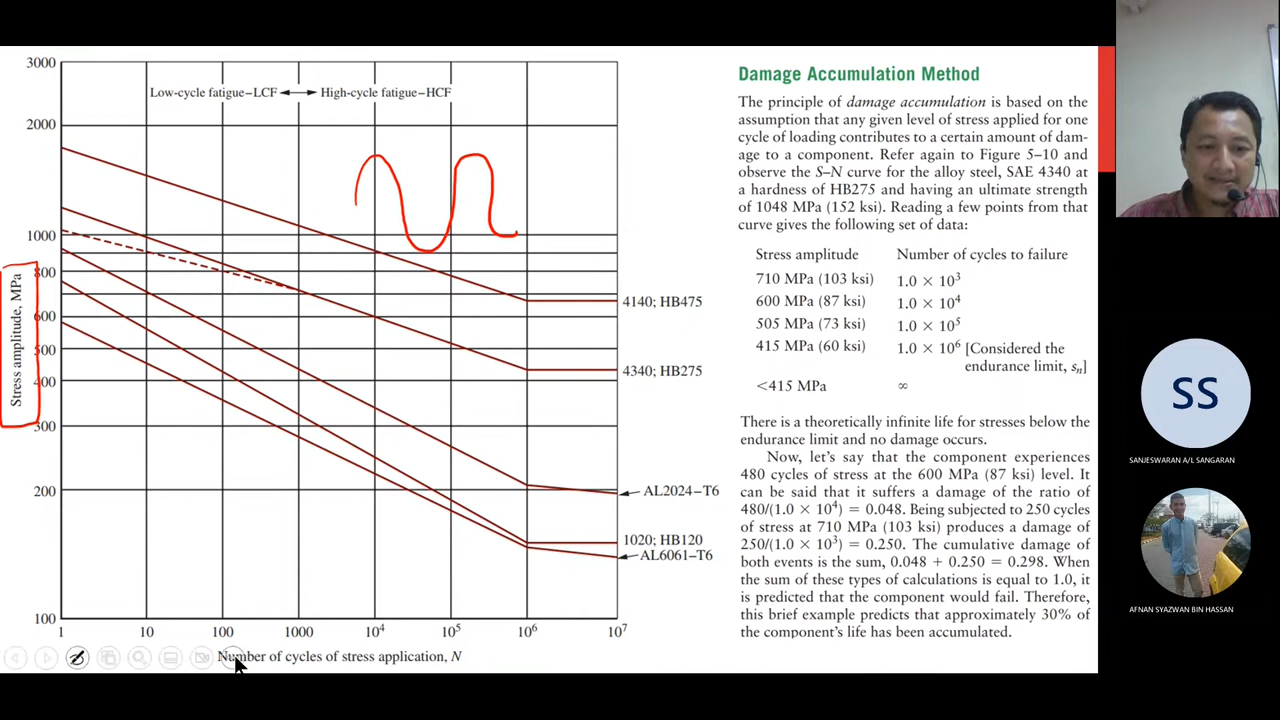 3000
2000
1000
800
600
500
400
300
200
100
Stress amplitude, MPa
Low-cycle fatigue–LCF
High-cycle fatigue–HCF
4140; HB475
4340; HB275
AL2024–T6
1020; HB120
AL6061–T6
1 10 100 1000 10⁴ 10⁵ 10⁶ 10⁷
Number of cycles of stress application, N
Damage Accumulation Method
The principle of damage accumulation is based on the
assumption that any given level of stress applied for one
cycle of loading contributes to a certain amount of dam-
age to a component. Refer again to Figure 5–10 and
observe the S–N curve for the alloy steel, SAE 4340 at
a hardness of HB275 and having an ultimate strength
of 1048 MPa (152 ksi). Reading a few points from that
curve gives the following set of data:
Stress amplitude Number of cycles to failure
710 MPa (103 ksi) 1.0 × 10³
600 MPa (87 ksi) 1.0 × 10⁴
505 MPa (73 ksi) 1.0 × 10⁵
415 MPa (60 ksi) 1.0 × 10⁶ [Considered the
endurance limit, sₙ]
<415 MPa ∞
There is a theoretically infinite life for stresses below the
endurance limit and no damage occurs.
Now, let's say that the component experiences
480 cycles of stress at the 600 MPa (87 ksi) level. It
can be said that it suffers a damage of the ratio of
480/(1.0 × 10⁴) = 0.048. Being subjected to 250 cycles
of stress at 710 MPa (103 ksi) produces a damage of
250/(1.0 × 10³) = 0.250. The cumulative damage of
both events is the sum, 0.048 + 0.250 = 0.298. When
the sum of these types of calculations is equal to 1.0, it
is predicted that the component would fail. Therefore,
this brief example predicts that approximately 30% of
the component's life has been accumulated.
SS
SANJESWARAN A/L SANGARAN
AFNAN SYAZWAN BIN HASSAN